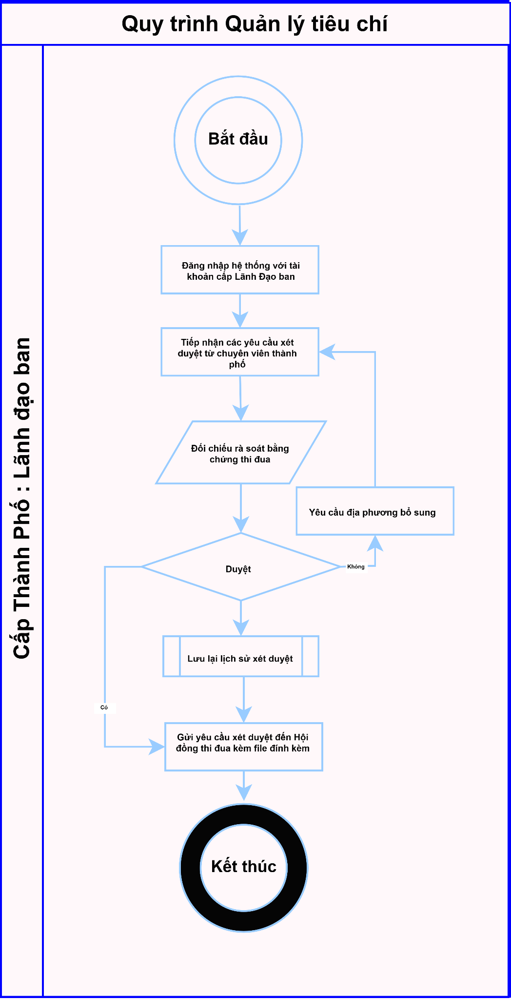 Quy trình Quản lý tiêu chí
Cấp Thành Phố : Lãnh đạo ban
Bắt đầu
Đăng nhập hệ thống với tài
khoản cấp Lãnh Đạo ban
Tiếp nhận các yêu cầu xét
duyệt từ chuyên viên thành
phố
Đối chiếu rà soát bằng
chứng thi đua
Yêu cầu địa phương bổ sung
Duyệt
Không
Lưu lại lịch sử xét duyệt
Có
Gửi yêu cầu xét duyệt đến Hội
đồng thi đua kèm file đính kèm
Kết thúc